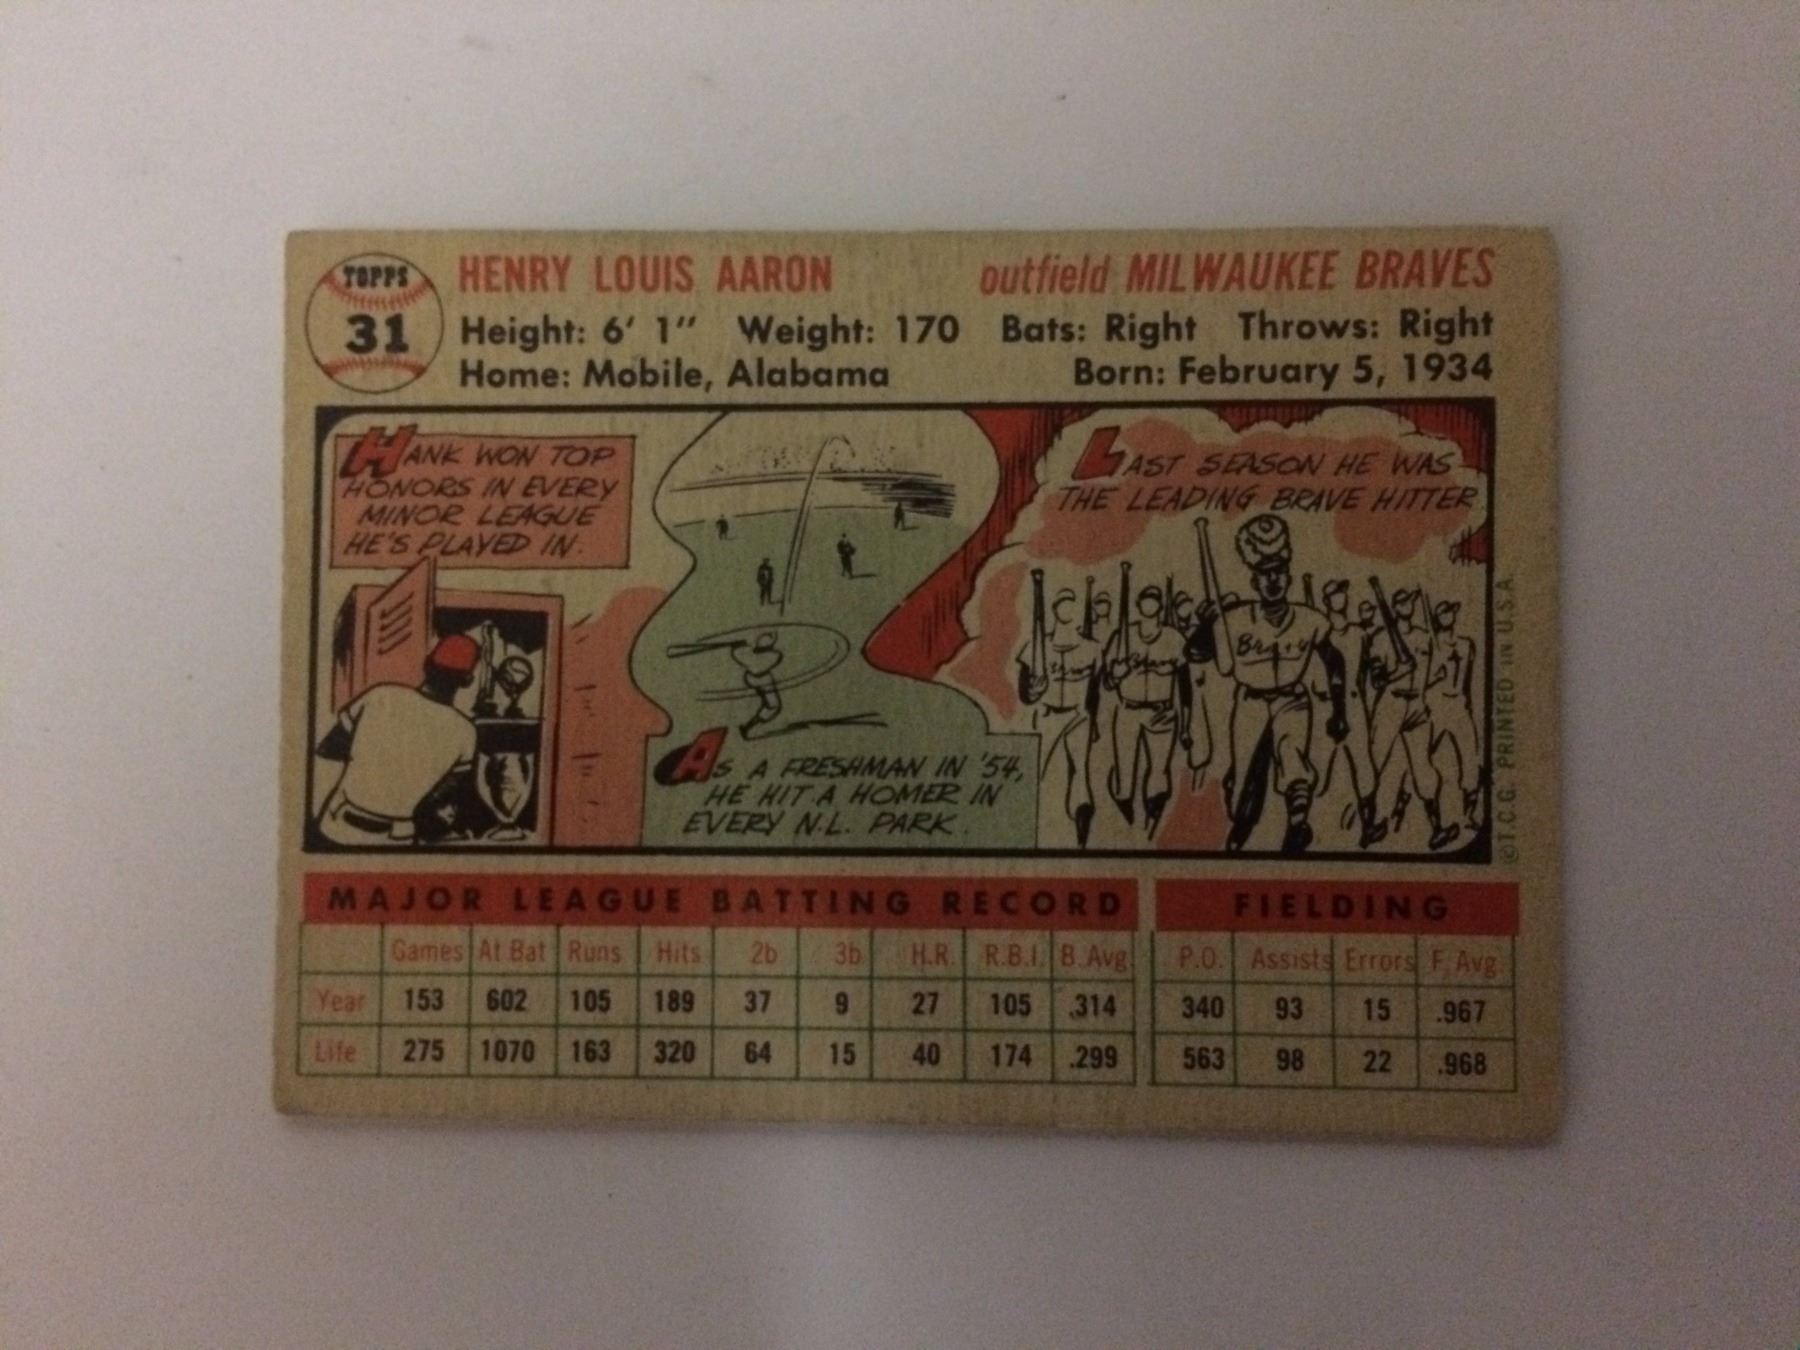 TOPPS
31
HENRY LOUIS AARON outfield MILWAUKEE BRAVES
Height: 6' 1" Weight: 170 Bats: Right Throws: Right
Home: Mobile, Alabama Born: February 5, 1934
HANK WON TOP
HONORS IN EVERY
MINOR LEAGUE
HE'S PLAYED IN.
AS A FRESHMAN IN '54,
HE HIT A HOMER IN
EVERY N.L. PARK.
LAST SEASON HE WAS
THE LEADING BRAVE HITTER
Braves
© T.C.G. PRINTED IN U.S.A.
MAJOR LEAGUE BATTING RECORD FIELDING
Games At Bat Runs Hits 2b 3b H.R. R.B.I. B. Avg. P.O. Assists Errors F. Avg.
Year 153 602 105 189 37 9 27 105 .314 340 93 15 .967
Life 275 1070 163 320 64 15 40 174 .299 563 98 22 .968